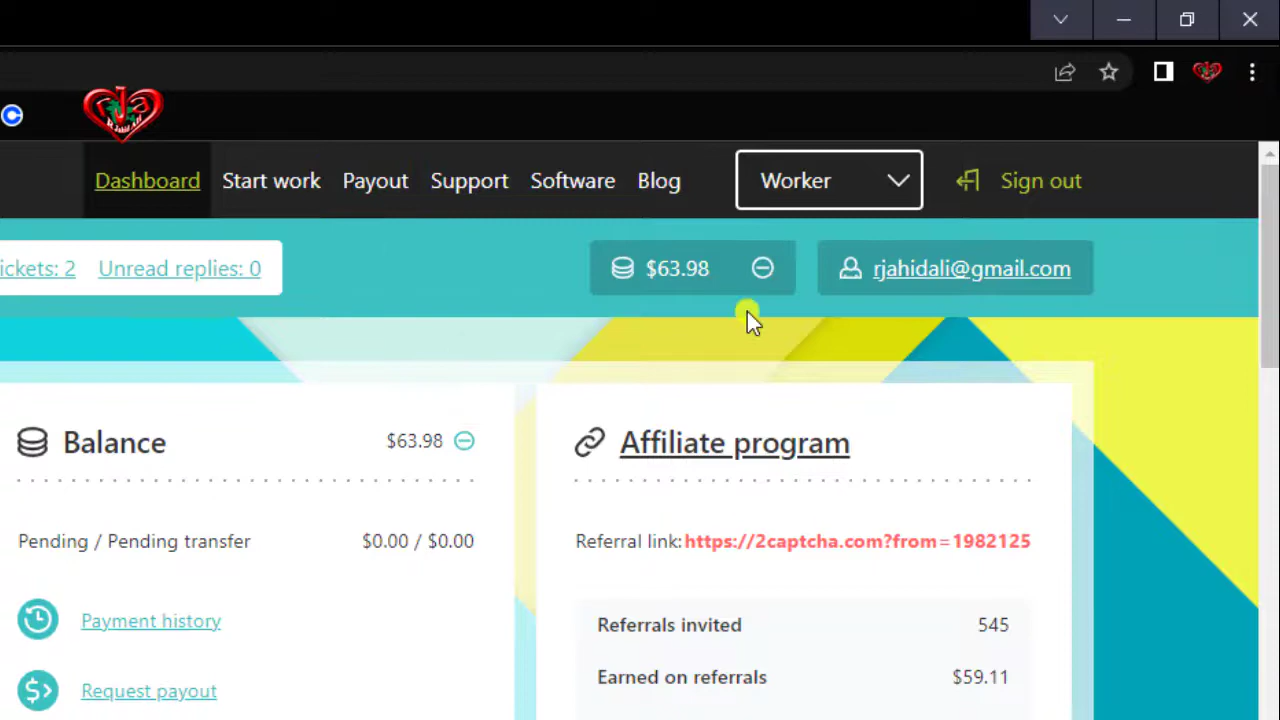 Dashboard Start work Payout Support Software Blog Worker Sign out
ickets: 2 Unread replies: 0 $63.98 rjahidali@gmail.com
Balance $63.98
Affiliate program
Pending / Pending transfer $0.00 / $0.00
Referral link: https://2captcha.com?from=1982125
Payment history
Referrals invited 545
Earned on referrals $59.11
Request payout